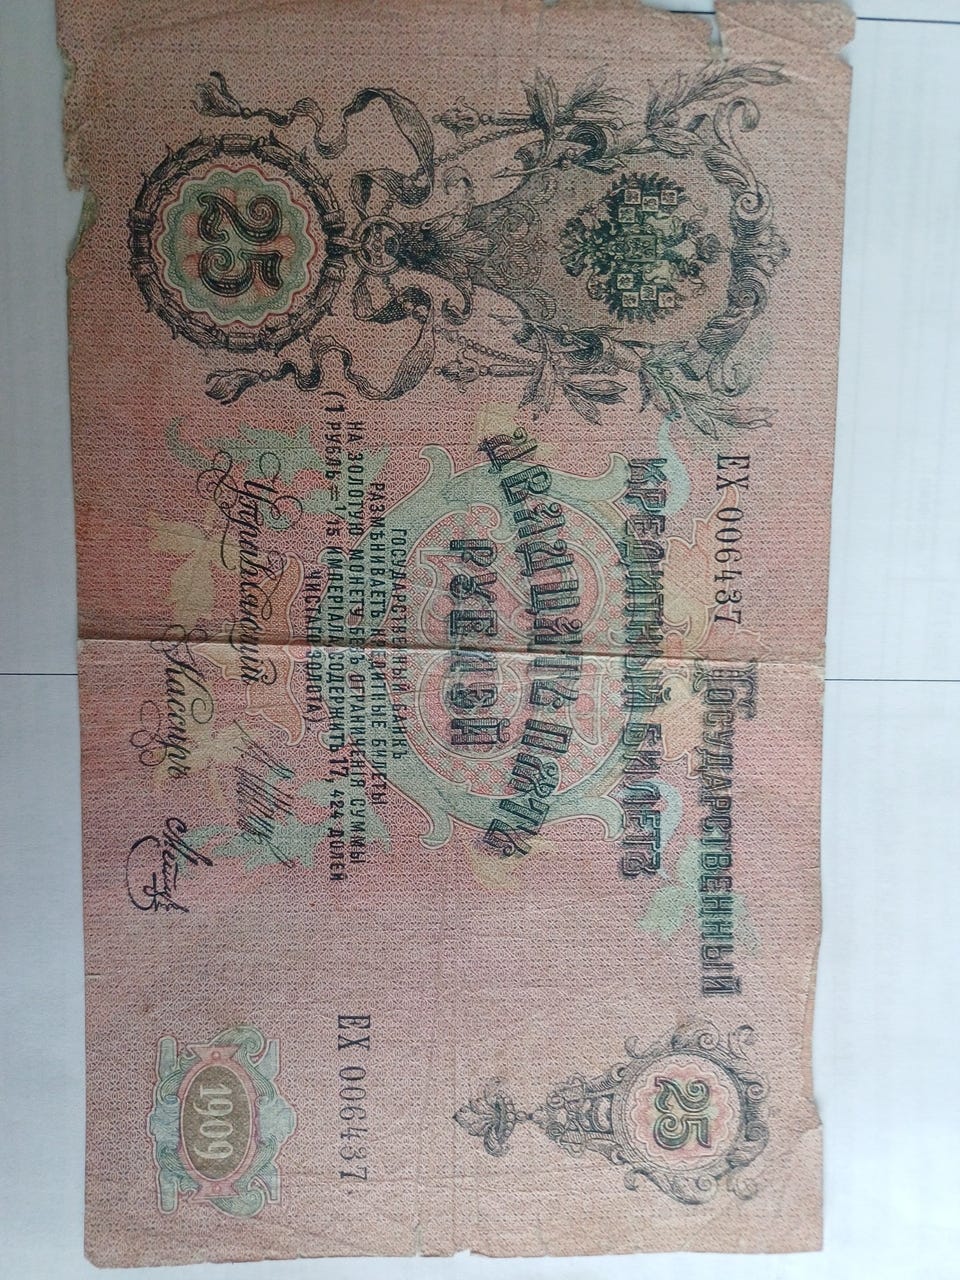 ЕХ 006437
Государственный
КРЕДИТНЫЙ БИЛЕТЪ
25
ДВАДЦАТЬ ПЯТЬ
РУБЛЕЙ
ГОСУДАРСТВЕННЫЙ БАНКЪ
РАЗМѢНИВАЕТЪ КРЕДИТНЫЕ БИЛЕТЫ
НА ЗОЛОТУЮ МОНЕТУ БЕЗЪ ОГРАНИЧЕНІЯ СУММЫ
(1 РУБЛЬ = 1/15 ИМПЕРІАЛА, СОДЕРЖИТЪ 17,424 ДОЛЕЙ
ЧИСТАГО ЗОЛОТА)
ЕХ 006437
25
Управляющій
Кассиръ
1909